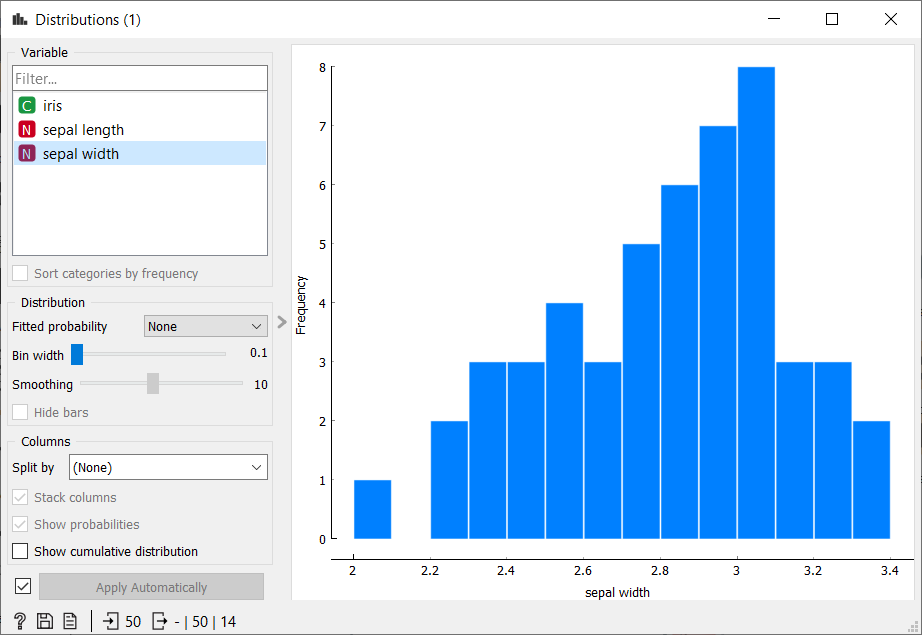 Distributions (1)
Variable
Filter...
C iris
N sepal length
N sepal width
Sort categories by frequency
Distribution
Fitted probability None
Bin width 0.1
Smoothing 10
Hide bars
Columns
Split by (None)
Stack columns
Show probabilities
Show cumulative distribution
Apply Automatically
? 50 - | 50 | 14
8
7
6
5
4
3
2
1
0
Frequency
2 2.2 2.4 2.6 2.8 3 3.2 3.4
sepal width